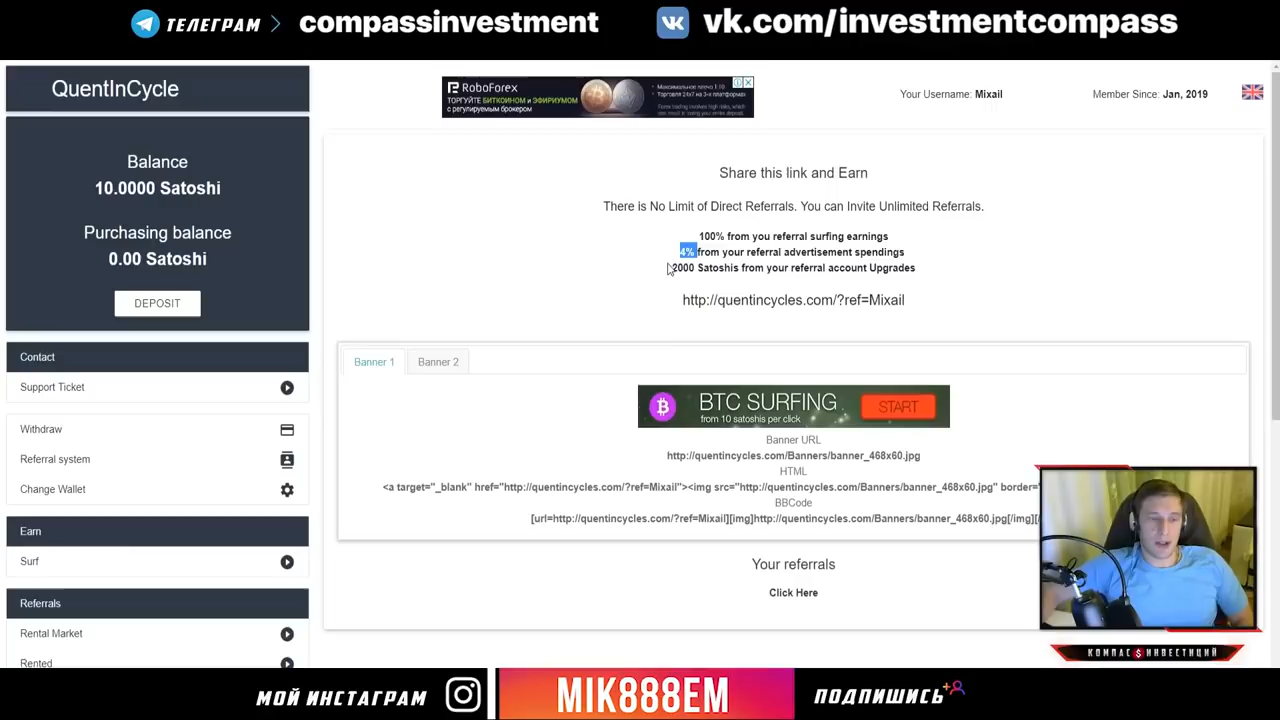 ТЕЛЕГРАМ > compassinvestment
vk.com/investmentcompass
QuentInCycle
RoboForex
ТОРГУЙТЕ БИТКОИНОМ И ЭФИРИУМОМ
с регулируемым брокером
Your Username: Mixail
Member Since: Jan, 2019
Balance
10.0000 Satoshi
Purchasing balance
0.00 Satoshi
DEPOSIT
Share this link and Earn
There is No Limit of Direct Referrals. You can Invite Unlimited Referrals.
100% from you referral surfing earnings
4% from your referral advertisement spendings
2000 Satoshis from your referral account Upgrades
http://quentincycles.com/?ref=Mixail
Contact
Support Ticket
Withdraw
Referral system
Change Wallet
Earn
Surf
Referrals
Rental Market
Rented
Banner 1
Banner 2
BTC SURFING
from 10 satoshis per click
START
Banner URL
http://quentincycles.com/Banners/banner_468x60.jpg
HTML
<a target="_blank" href="http://quentincycles.com/?ref=Mixail"><img src="http://quentincycles.com/Banners/banner_468x60.jpg" border=
BBCode
[url=http://quentincycles.com/?ref=Mixail][img]http://quentincycles.com/Banners/banner_468x60.jpg[/img][/
Your referrals
Click Here
КОМПАС $ ИНВЕСТИЦИЙ
МОЙ ИНСТАГРАМ
MIK888EM
ПОДПИШИСЬ